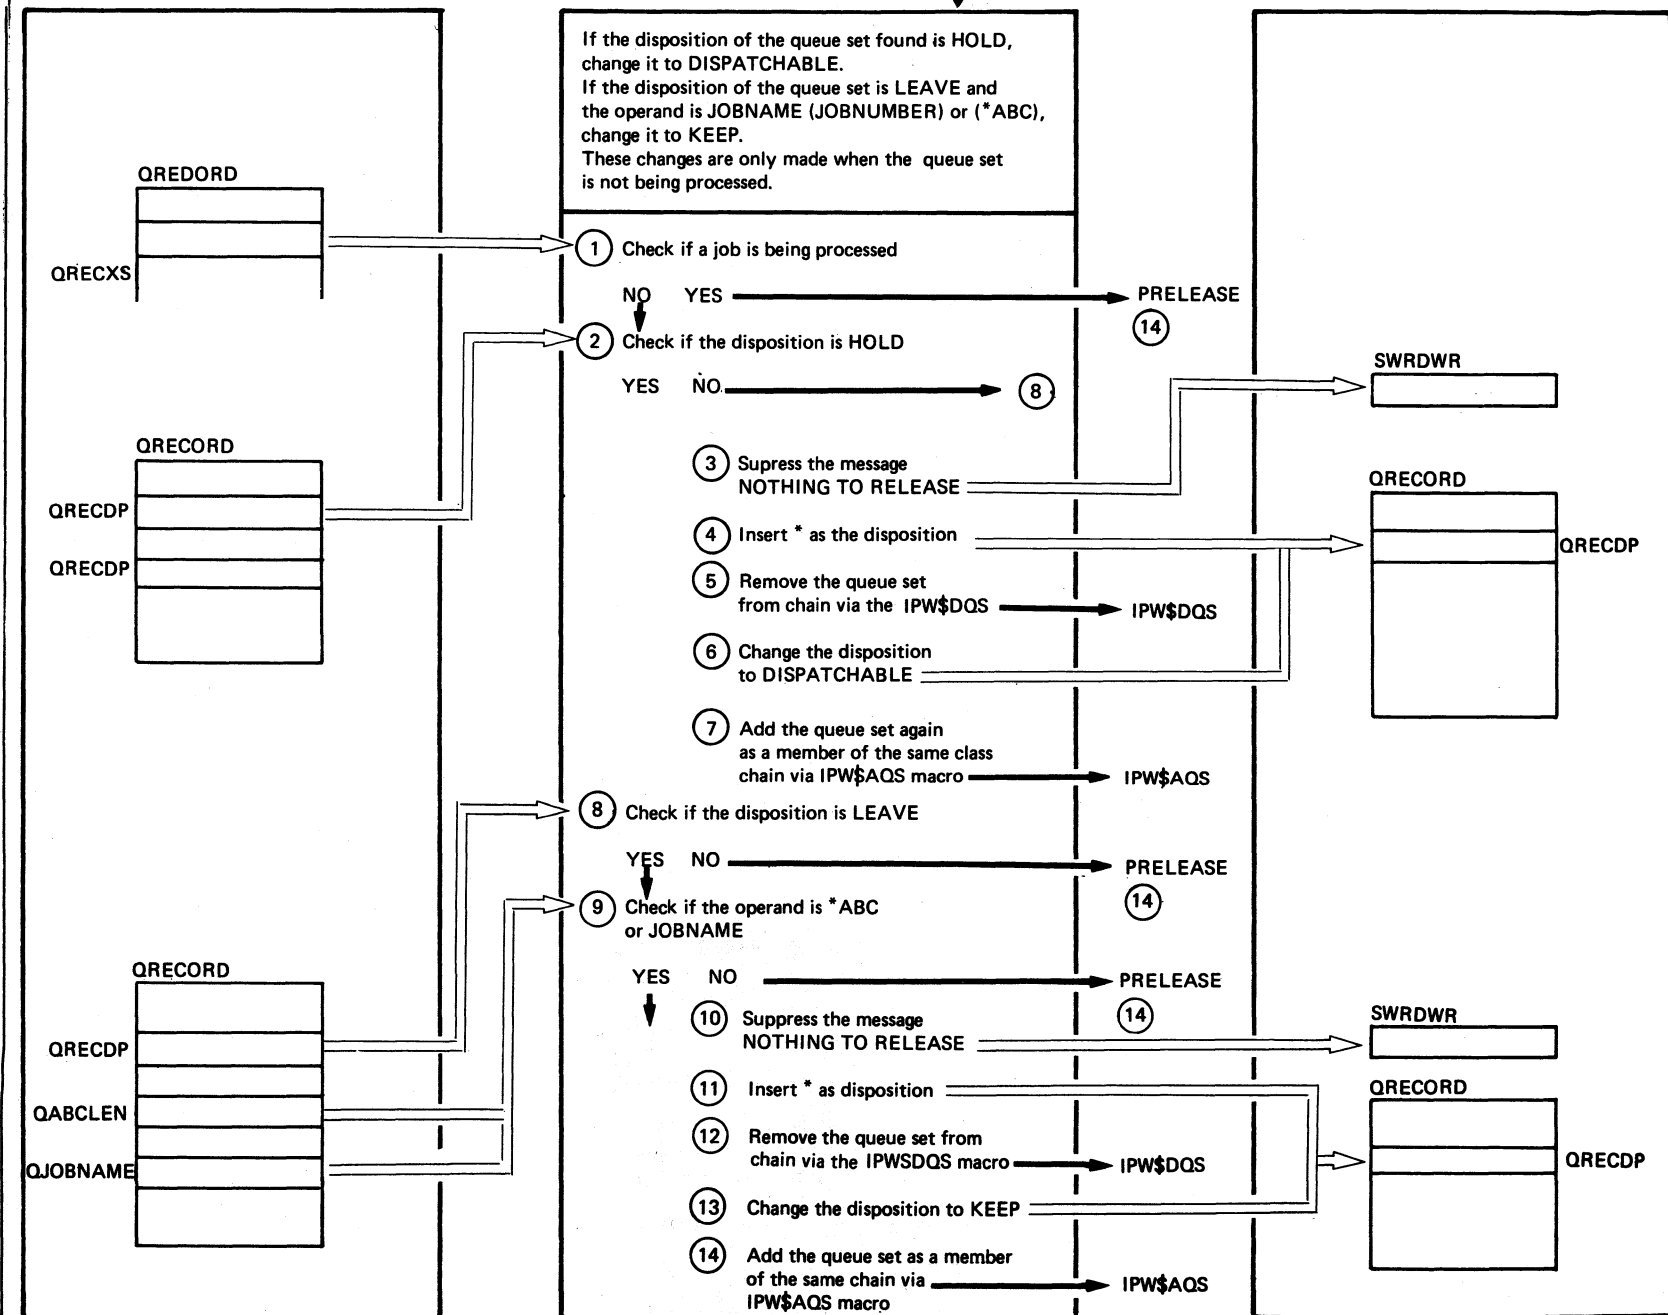 If the disposition of the queue set found is HOLD,
change it to DISPATCHABLE.
If the disposition of the queue set is LEAVE and
the operand is JOBNAME (JOBNUMBER) or (*ABC),
change it to KEEP.
These changes are only made when the queue set
is not being processed.
QREDORD
QRECXS
1 Check if a job is being processed
NO YES PRELEASE
14
2 Check if the disposition is HOLD
YES NO 8
SWRDWR
QRECORD
QRECDP
QRECDP
3 Supress the message
NOTHING TO RELEASE
QRECORD
4 Insert * as the disposition
QRECDP
5 Remove the queue set
from chain via the IPW$DQS IPW$DQS
6 Change the disposition
to DISPATCHABLE
7 Add the queue set again
as a member of the same class
chain via IPW$AQS macro IPW$AQS
8 Check if the disposition is LEAVE
YES NO PRELEASE
14
9 Check if the operand is *ABC
or JOBNAME
QRECORD
QRECDP
QABCLEN
QJOBNAME
YES NO PRELEASE
14
10 Suppress the message
NOTHING TO RELEASE
SWRDWR
QRECORD
11 Insert * as disposition
12 Remove the queue set from
chain via the IPWSDQS macro IPW$DQS
QRECDP
13 Change the disposition to KEEP
14 Add the queue set as a member
of the same chain via IPW$AQS
IPW$AQS macro